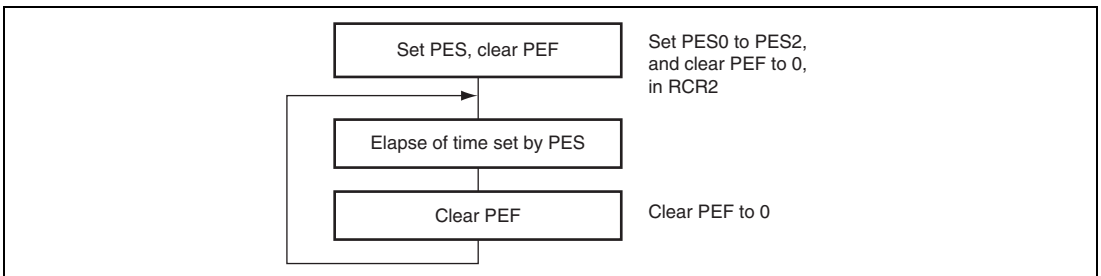 Set PES, clear PEF
Set PES0 to PES2,
and clear PEF to 0,
in RCR2
Elapse of time set by PES
Clear PEF
Clear PEF to 0